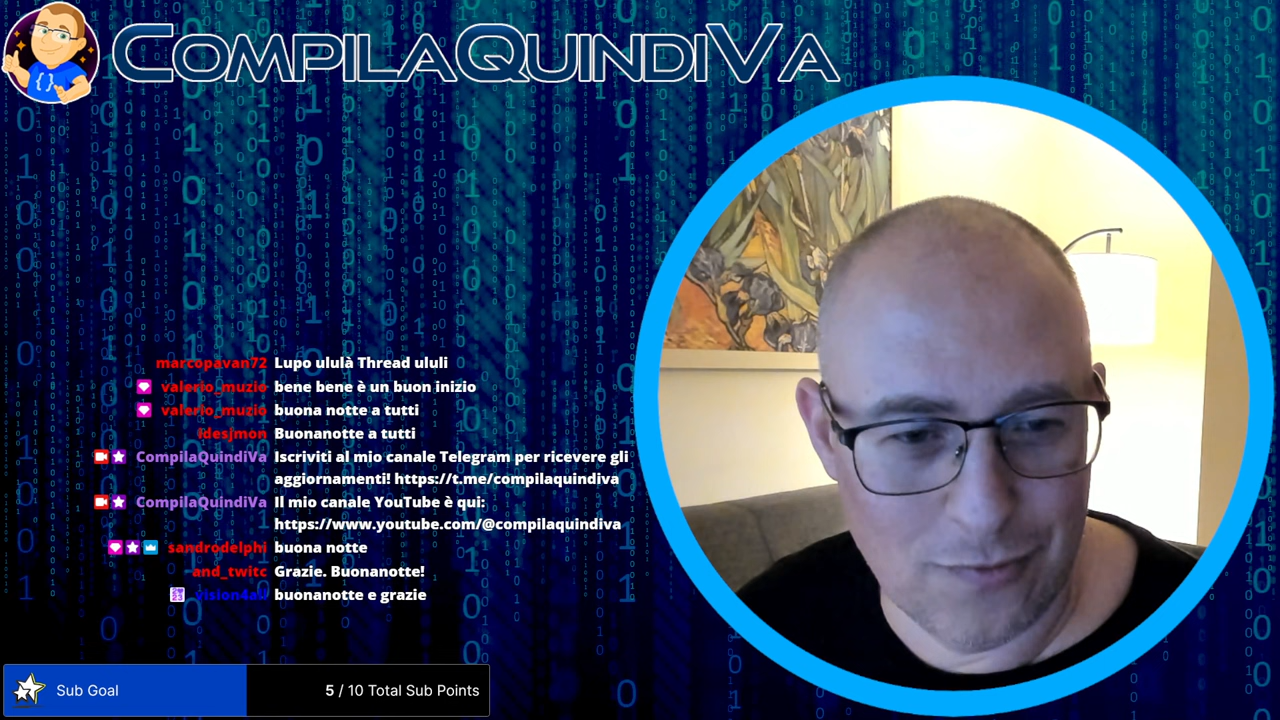 CompilaQuindiVa
marcopavan72 Lupo ululà Thread ululi
valerio_muzio bene bene è un buon inizio
valerio_muzio buona notte a tutti
idesjmon Buonanotte a tutti
CompilaQuindiVa Iscriviti al mio canale Telegram per ricevere gli
aggiornamenti! https://t.me/compilaquindiva
CompilaQuindiVa Il mio canale YouTube è qui:
https://www.youtube.com/@compilaquindiva
sandrodelphi buona notte
and_twitc Grazie. Buonanotte!
vision4all buonanotte e grazie
Sub Goal 5 / 10 Total Sub Points